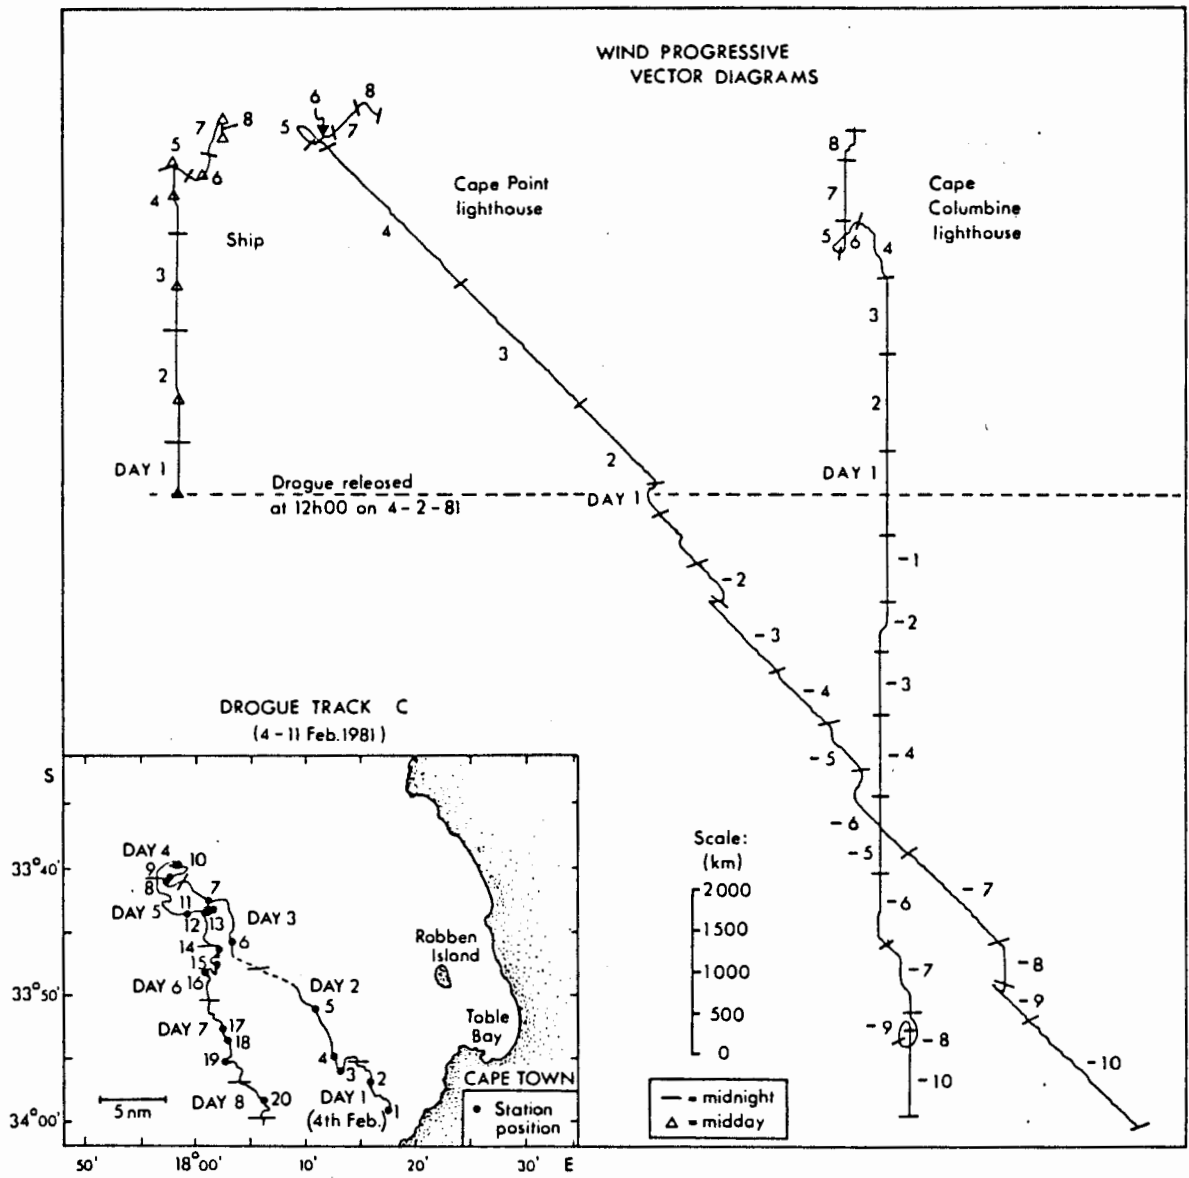 WIND PROGRESSIVE
VECTOR DIAGRAMS
6
8
7
8
5
7
5
6
4
Cape Point
lighthouse
4
Ship
3
3
2
2
DAY 1
DAY 1
Drogue released
at 12h00 on 4-2-81
8
7
5
6
4
Cape
Columbine
lighthouse
3
2
DAY 1
-1
-2
-2
-3
-3
-4
-4
-5
-6
-5
-7
-6
-7
-8
-9
-9
-8
-10
-10
DROGUE TRACK C
(4-11 Feb. 1981)
S
33°40'
33°50'
34°00'
50'
18°00'
10'
20'
30'
E
DAY 4
10
9
8
7
DAY 5
11
12
13
DAY 3
14
6
15
16
DAY 6
DAY 2
5
DAY 7
17
18
19
4
3
2
DAY 8
20
DAY 1
(4th Feb.)
1
5 nm
Robben
Island
Table
Bay
CAPE TOWN
• Station
position
Scale:
(km)
2000
1500
1000
500
0
— = midnight
△ = midday